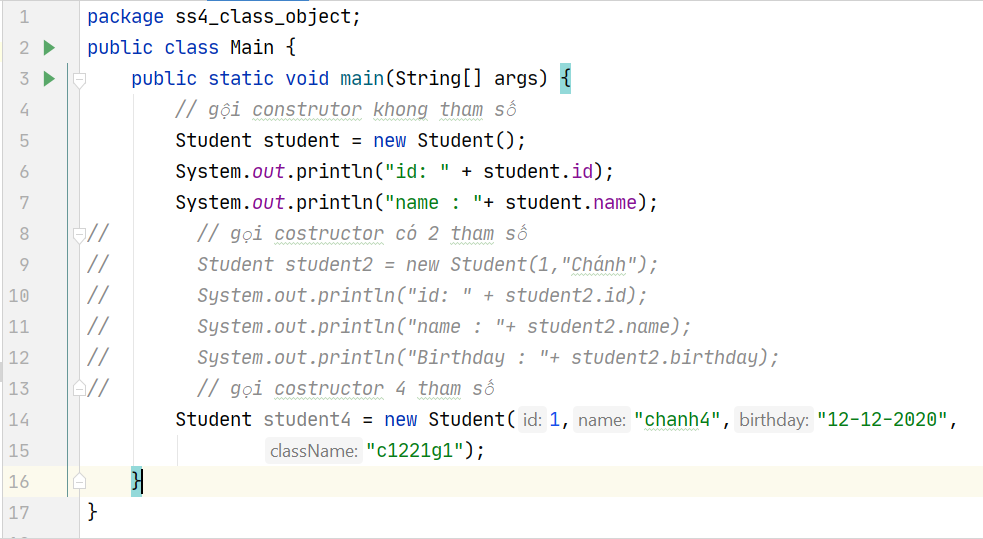 1 package ss4_class_object;
2 public class Main {
3 public static void main(String[] args) {
4 // gọi construtor khong tham số
5 Student student = new Student();
6 System.out.println("id: " + student.id);
7 System.out.println("name : "+ student.name);
8 // // gọi costructor có 2 tham số
9 // Student student2 = new Student(1,"Chánh");
10 // System.out.println("id: " + student2.id);
11 // System.out.println("name : "+ student2.name);
12 // System.out.println("Birthday : "+ student2.birthday);
13 // // gọi costructor 4 tham số
14 Student student4 = new Student( id: 1, name: "chanh4", birthday: "12-12-2020",
15 className: "c1221g1");
16 }
17 }